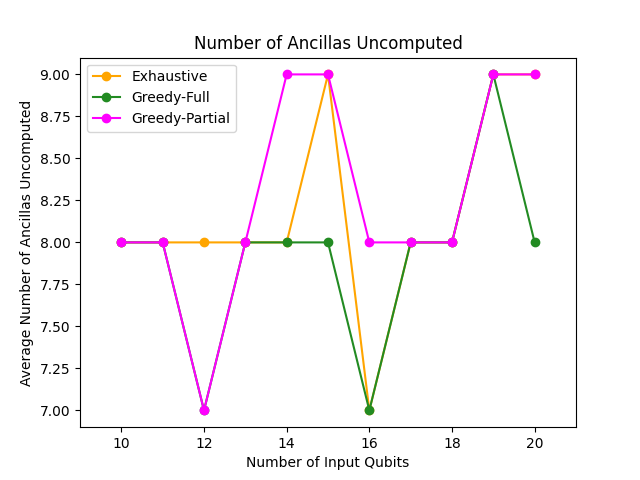 Number of Ancillas Uncomputed
Exhaustive
Greedy-Full
Greedy-Partial
Average Number of Ancillas Uncomputed
9.00
8.75
8.50
8.25
8.00
7.75
7.50
7.25
7.00
10 12 14 16 18 20
Number of Input Qubits